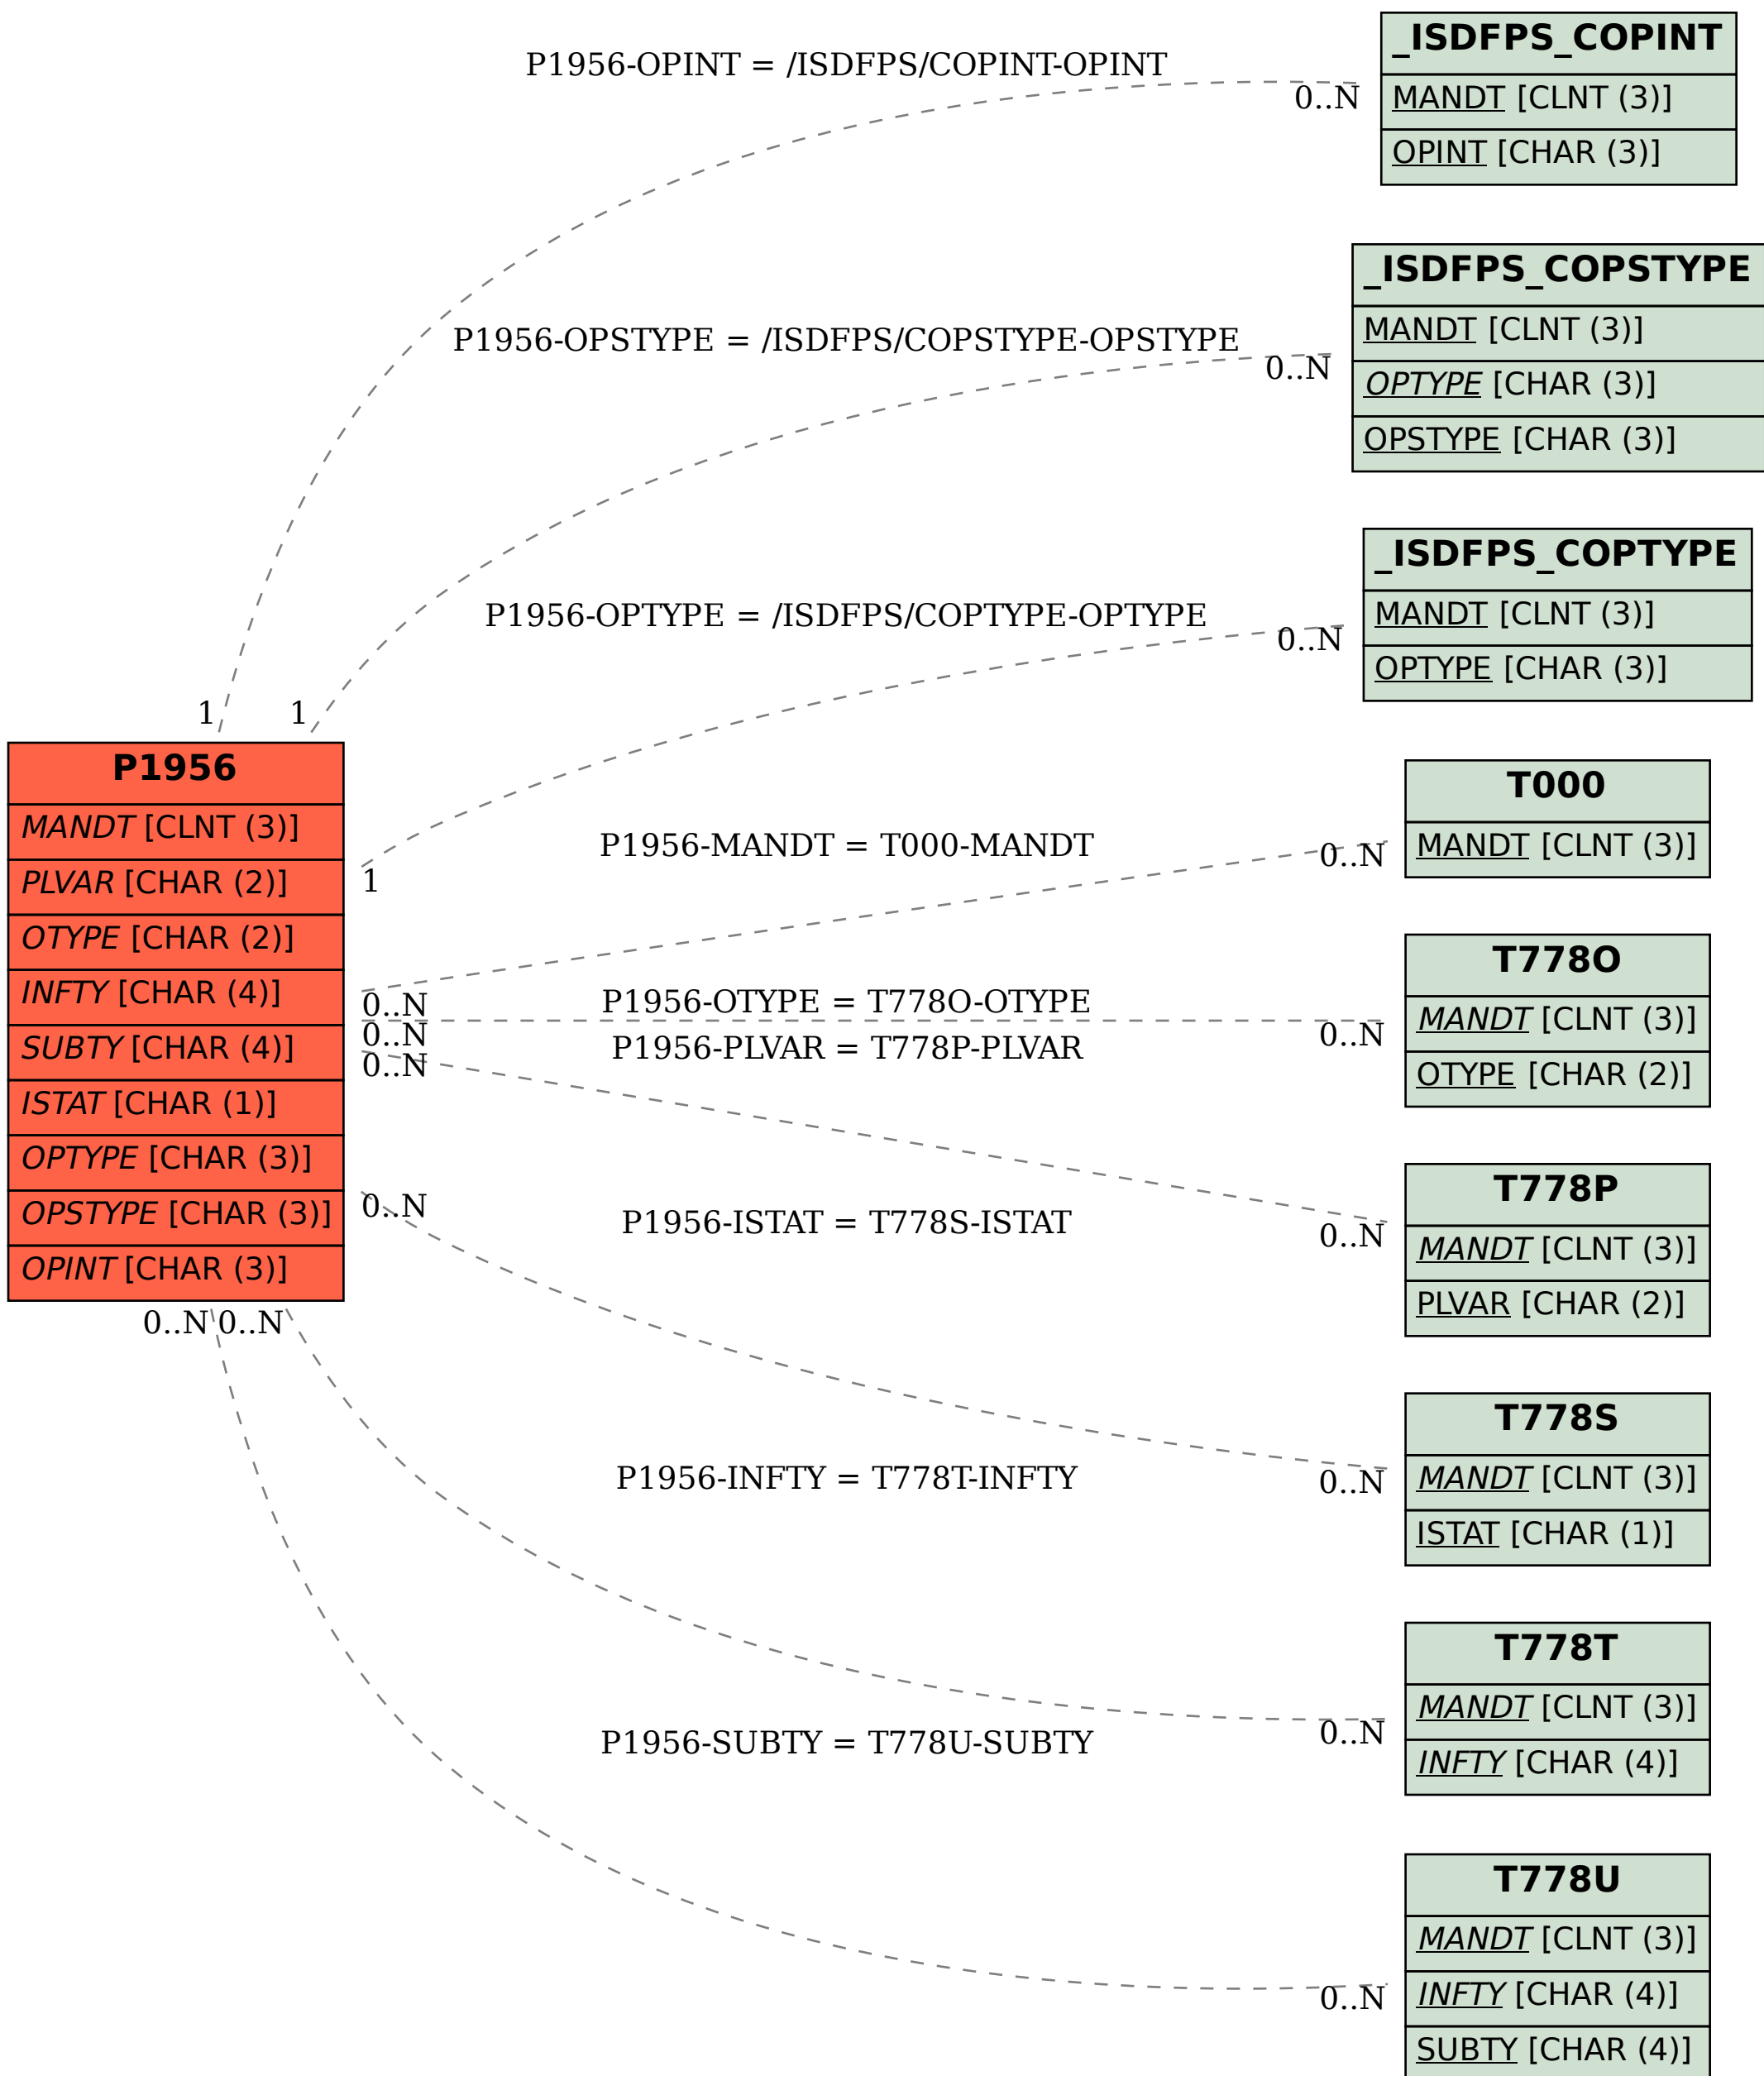 _ISDFPS_COPINT
MANDT [CLNT (3)]
OPINT [CHAR (3)]
P1956-OPINT = /ISDFPS/COPINT-OPINT
0..N
1
_ISDFPS_COPSTYPE
MANDT [CLNT (3)]
OPTYPE [CHAR (3)]
OPSTYPE [CHAR (3)]
P1956-OPSTYPE = /ISDFPS/COPSTYPE-OPSTYPE
0..N
1
_ISDFPS_COPTYPE
MANDT [CLNT (3)]
OPTYPE [CHAR (3)]
P1956-OPTYPE = /ISDFPS/COPTYPE-OPTYPE
0..N
1
P1956
MANDT [CLNT (3)]
PLVAR [CHAR (2)]
OTYPE [CHAR (2)]
INFTY [CHAR (4)]
SUBTY [CHAR (4)]
ISTAT [CHAR (1)]
OPTYPE [CHAR (3)]
OPSTYPE [CHAR (3)]
OPINT [CHAR (3)]
P1956-MANDT = T000-MANDT
0..N
0..N
T000
MANDT [CLNT (3)]
P1956-OTYPE = T778O-OTYPE
0..N
0..N
T778O
MANDT [CLNT (3)]
OTYPE [CHAR (2)]
P1956-PLVAR = T778P-PLVAR
0..N
0..N
T778P
MANDT [CLNT (3)]
PLVAR [CHAR (2)]
P1956-ISTAT = T778S-ISTAT
0..N
0..N
T778S
MANDT [CLNT (3)]
ISTAT [CHAR (1)]
P1956-INFTY = T778T-INFTY
0..N
0..N
T778T
MANDT [CLNT (3)]
INFTY [CHAR (4)]
P1956-SUBTY = T778U-SUBTY
0..N
0..N
T778U
MANDT [CLNT (3)]
INFTY [CHAR (4)]
SUBTY [CHAR (4)]